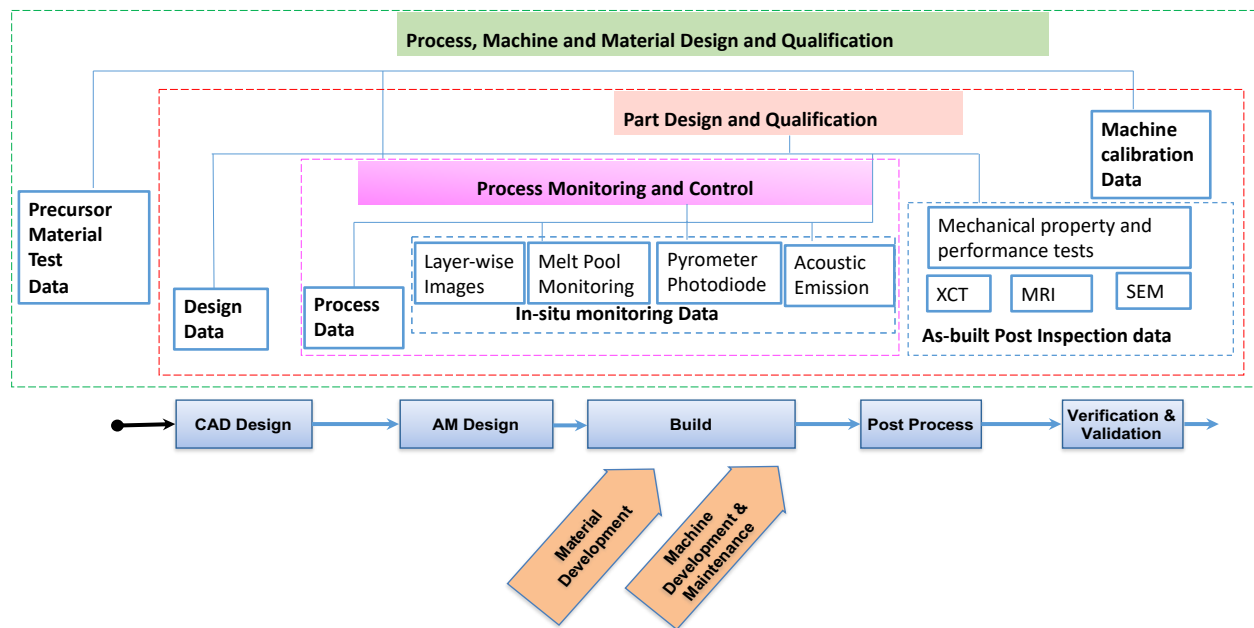 Process, Machine and Material Design and Qualification
Part Design and Qualification
Machine
calibration
Data
Process Monitoring and Control
Precursor
Material
Test
Data
Mechanical property and
performance tests
Layer-wise
Images
Melt Pool
Monitoring
Pyrometer
Photodiode
Acoustic
Emission
XCT
MRI
SEM
Design
Data
Process
Data
In-situ monitoring Data
As-built Post Inspection data
CAD Design
AM Design
Build
Post Process
Verification &
Validation
Material
Development
Machine
Development &
Maintenance